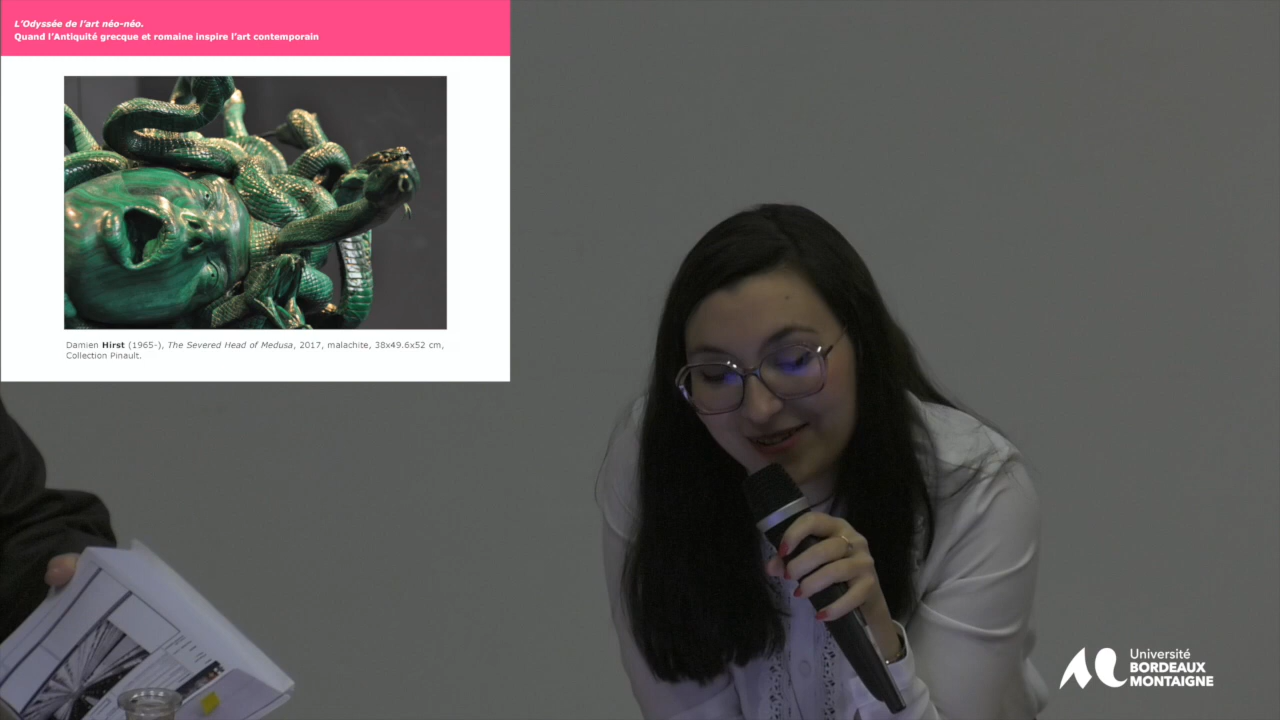 L'Odyssée de l'art néo-néo.
Quand l'Antiquité grecque et romaine inspire l'art contemporain
Damien Hirst (1965-), The Severed Head of Medusa, 2017, malachite, 38x49.6x52 cm,
Collection Pinault.
Université
BORDEAUX
MONTAIGNE